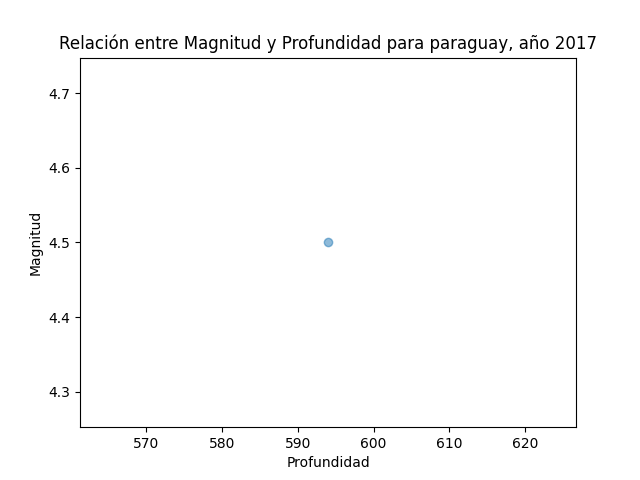 Relación entre Magnitud y Profundidad para paraguay, año 2017
4.7
4.6
4.5
4.4
4.3
Magnitud
570 580 590 600 610 620
Profundidad